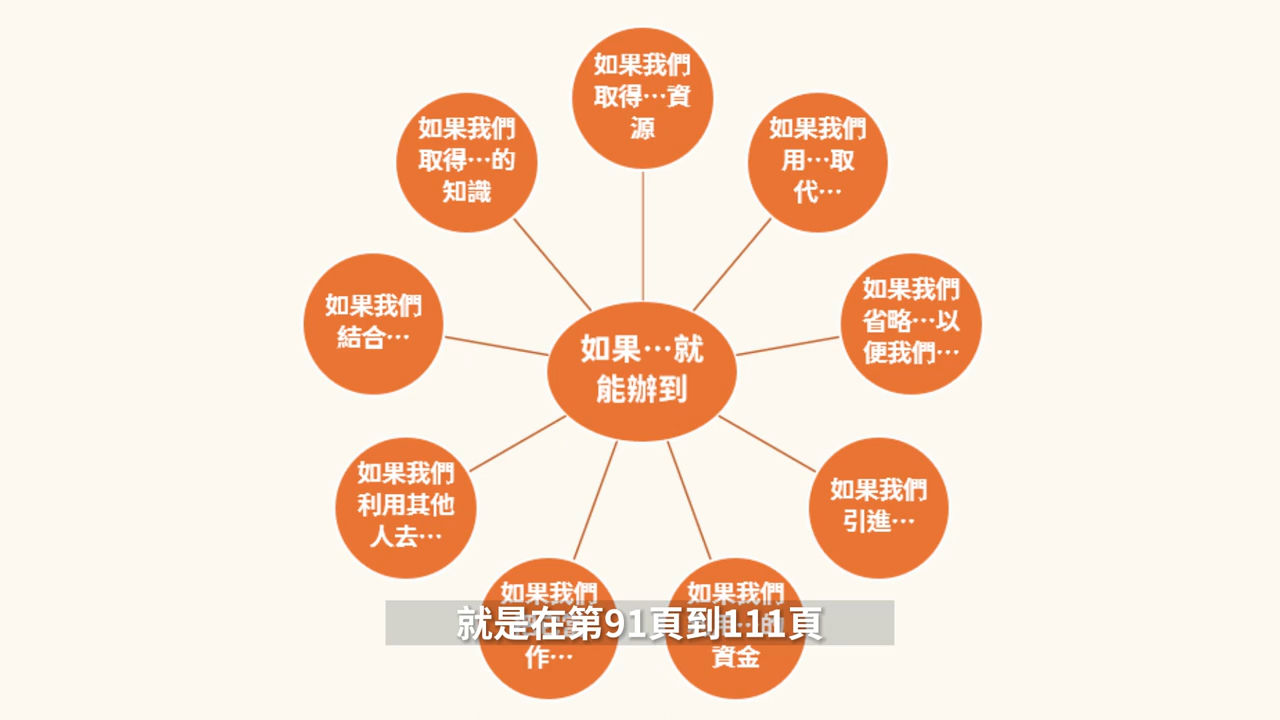 如果我們
取得…資
源
如果我們
取得…的
知識
如果我們
用…取
代…
如果我們
結合…
如果我們
省略…以
便我們…
如果…就
能辦到
如果我們
利用其他
人去…
如果我們
引進…
如果我們
作…
如果我們
資金
就是在第91頁到111頁